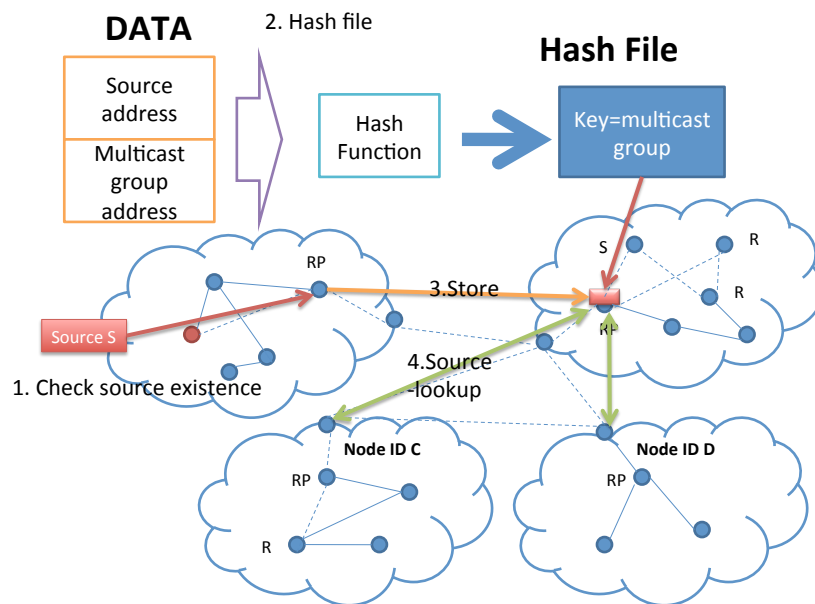 DATA
2. Hash file
Hash File
Source
address
Multicast
group
address
Hash
Function
Key=multicast
group
RP
S
R
R
3.Store
RP
Source S
1. Check source existence
4.Source
-lookup
Node ID C
RP
R
Node ID D
RP